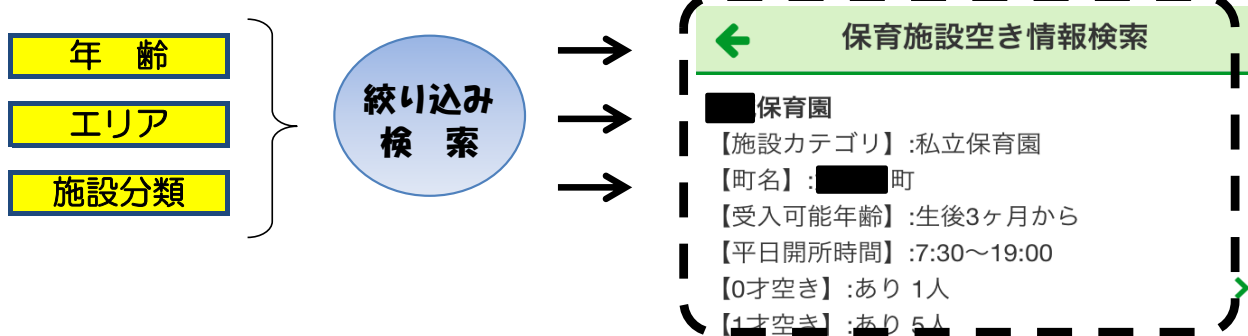 年 齢
エリア
施設分類
絞り込み
検 索
保育施設空き情報検索
保育園
【施設カテゴリ】:私立保育園
【町名】: 町
【受入可能年齢】:生後3ヶ月から
【平日開所時間】:7:30～19:00
【0才空き】:あり 1人
【1才空き】:あり 5人